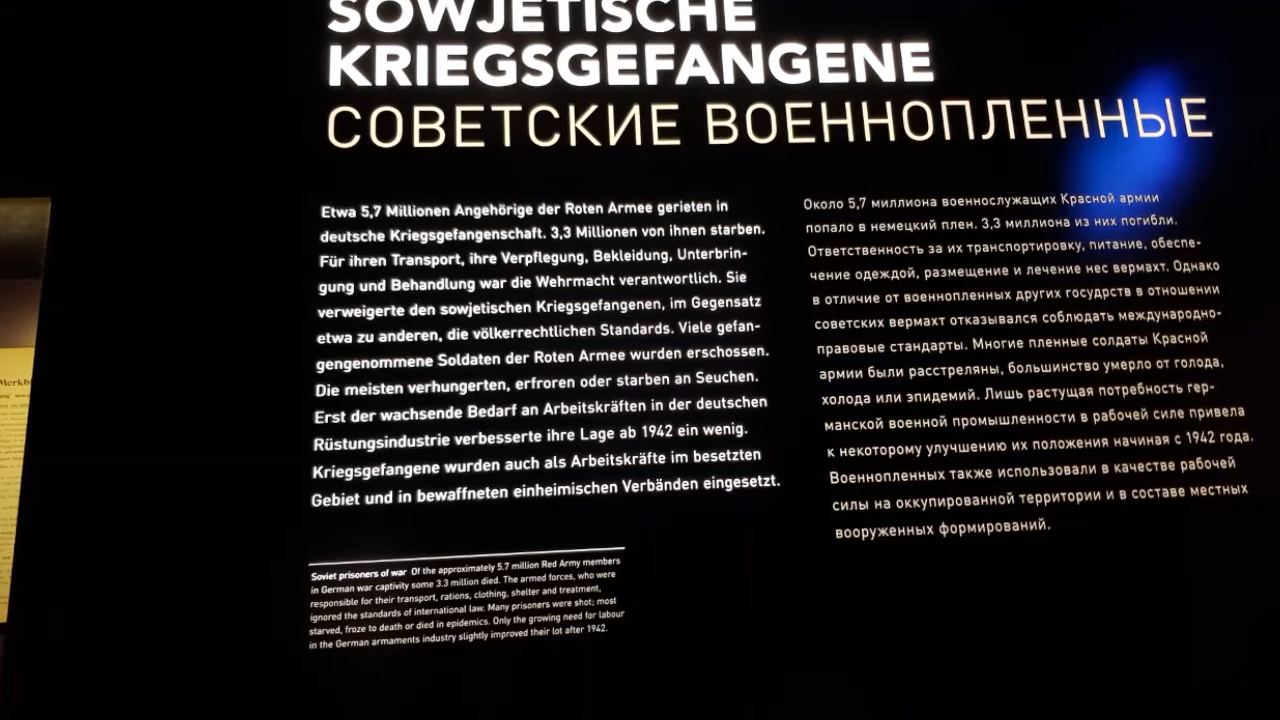 SOWJETISCHE
KRIEGSGEFANGENE
СОВЕТСКИЕ ВОЕННОПЛЕННЫЕ
Etwa 5,7 Millionen Angehörige der Roten Armee gerieten in
deutsche Kriegsgefangenschaft. 3,3 Millionen von ihnen starben.
Für ihren Transport, ihre Verpflegung, Bekleidung, Unterbrin-
gung und Behandlung war die Wehrmacht verantwortlich. Sie
verweigerte den sowjetischen Kriegsgefangenen, im Gegensatz
etwa zu anderen, die völkerrechtlichen Standards. Viele gefan-
gengenommene Soldaten der Roten Armee wurden erschossen.
Die meisten verhungerten, erfroren oder starben an Seuchen.
Erst der wachsende Bedarf an Arbeitskräften in der deutschen
Rüstungsindustrie verbesserte ihre Lage ab 1942 ein wenig.
Kriegsgefangene wurden auch als Arbeitskräfte im besetzten
Gebiet und in bewaffneten einheimischen Verbänden eingesetzt.
Около 5,7 миллиона военнослужащих Красной армии
попало в немецкий плен. 3,3 миллиона из них погибли.
Ответственность за их транспортировку, питание, обеспе-
чение одеждой, размещение и лечение нес вермахт. Однако
в отличие от военнопленных других госудрств в отношении
советских вермахт отказывался соблюдать международно-
правовые стандарты. Многие пленные солдаты Красной
армии были расстреляны, большинство умерло от голода,
холода или эпидемий. Лишь растущая потребность гер-
манской военной промышленности в рабочей силе привела
к некоторому улучшению их положения начиная с 1942 года.
Военнопленных также использовали в качестве рабочей
силы на оккупированной территории и в составе местных
вооруженных формирований.
Soviet prisoners of war Of the approximately 5.7 million Red Army members
in German war captivity some 3.3 million died. The armed forces, who were
responsible for their transport, rations, clothing, shelter and treatment,
ignored the standards of international law. Many prisoners were shot; most
starved, froze to death or died in epidemics. Only the growing need for labour
in the German armaments industry slightly improved their lot after 1942.